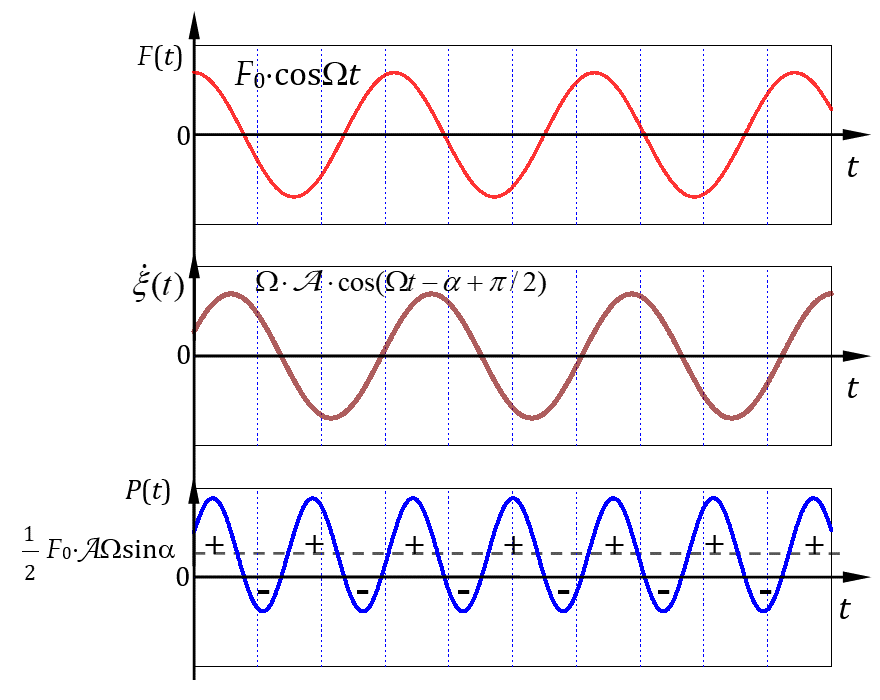 F(t)
F₀·cosΩt
0
t
ξ̇(t)
Ω·𝒜·cos(Ωt−α+π/2)
0
t
P(t)
+ + + + + + +
1/2 F₀·𝒜Ωsinα
0
- - - - - -
t